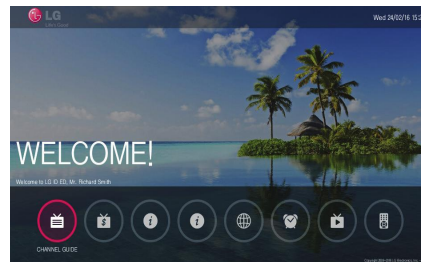 LG
Life's Good
Wed 24/02/16 15:2
WELCOME!
Welcome to LG ID ED, Mr. Richard Smith
CHANNEL GUIDE